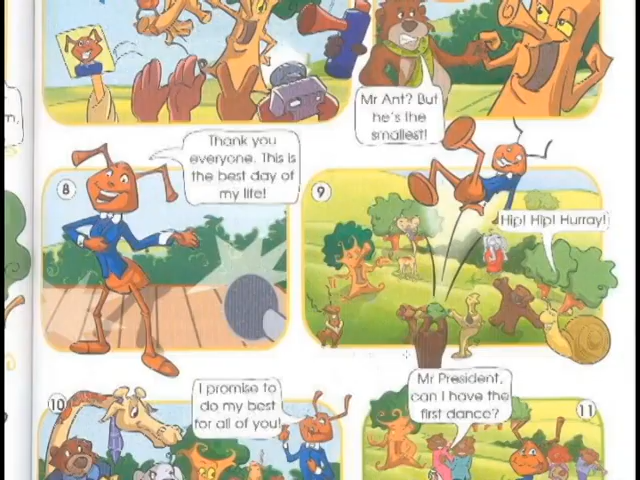 Mr Ant? But
he's the
smallest!
8
Thank you
everyone. This is
the best day of
my life!
9
Hip! Hip! Hurray!
10
I promise to
do my best
for all of you!
Mr President,
can I have the
first dance?
11